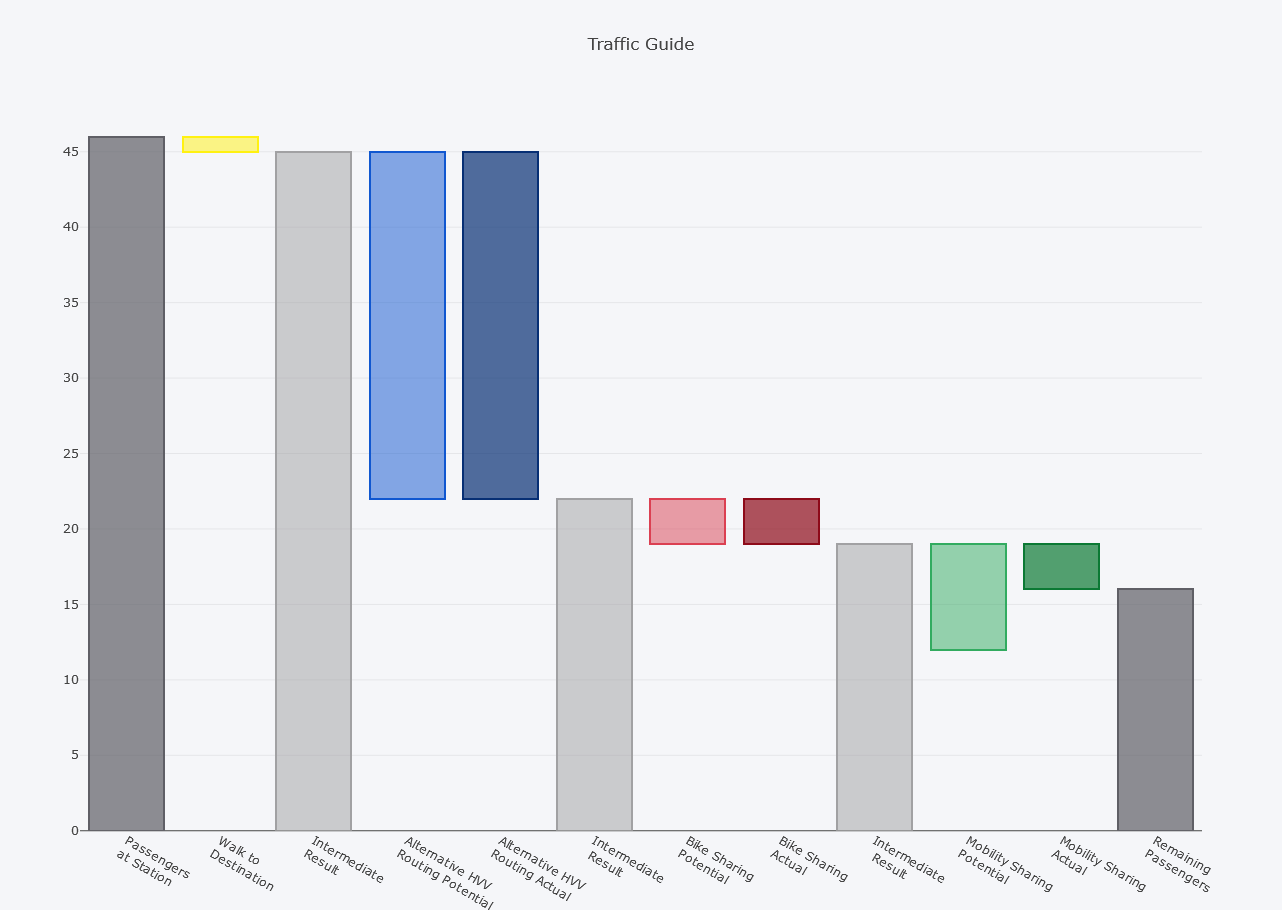 Traffic Guide
45
40
35
30
25
20
15
10
5
0
Passengers
at Station
Walk to
Destination
Intermediate
Result
Alternative HVV
Routing Potential
Alternative HVV
Routing Actual
Intermediate
Result
Bike Sharing
Potential
Bike Sharing
Actual
Intermediate
Result
Mobility Sharing
Potential
Mobility Sharing
Actual
Remaining
Passengers